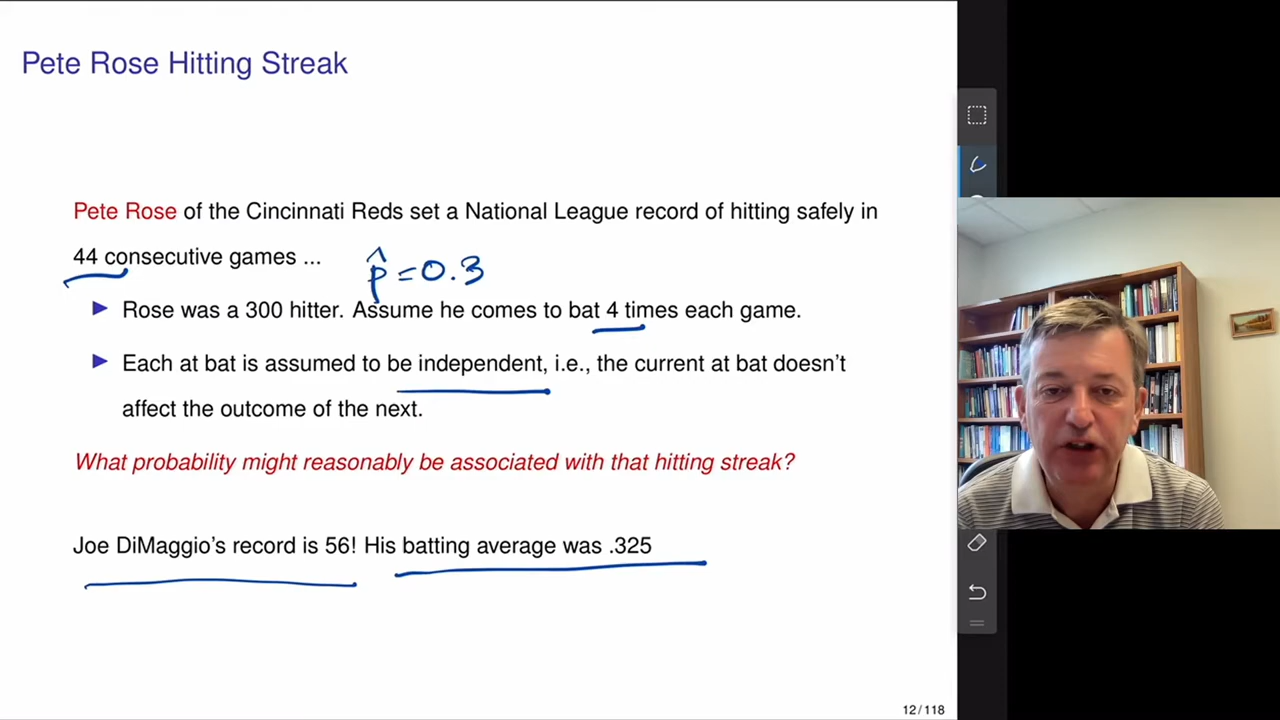 Pete Rose Hitting Streak
Pete Rose of the Cincinnati Reds set a National League record of hitting safely in
44 consecutive games ...
p̂ = 0.3
▶ Rose was a 300 hitter. Assume he comes to bat 4 times each game.
▶ Each at bat is assumed to be independent, i.e., the current at bat doesn't
affect the outcome of the next.
What probability might reasonably be associated with that hitting streak?
Joe DiMaggio's record is 56! His batting average was .325
12 / 118